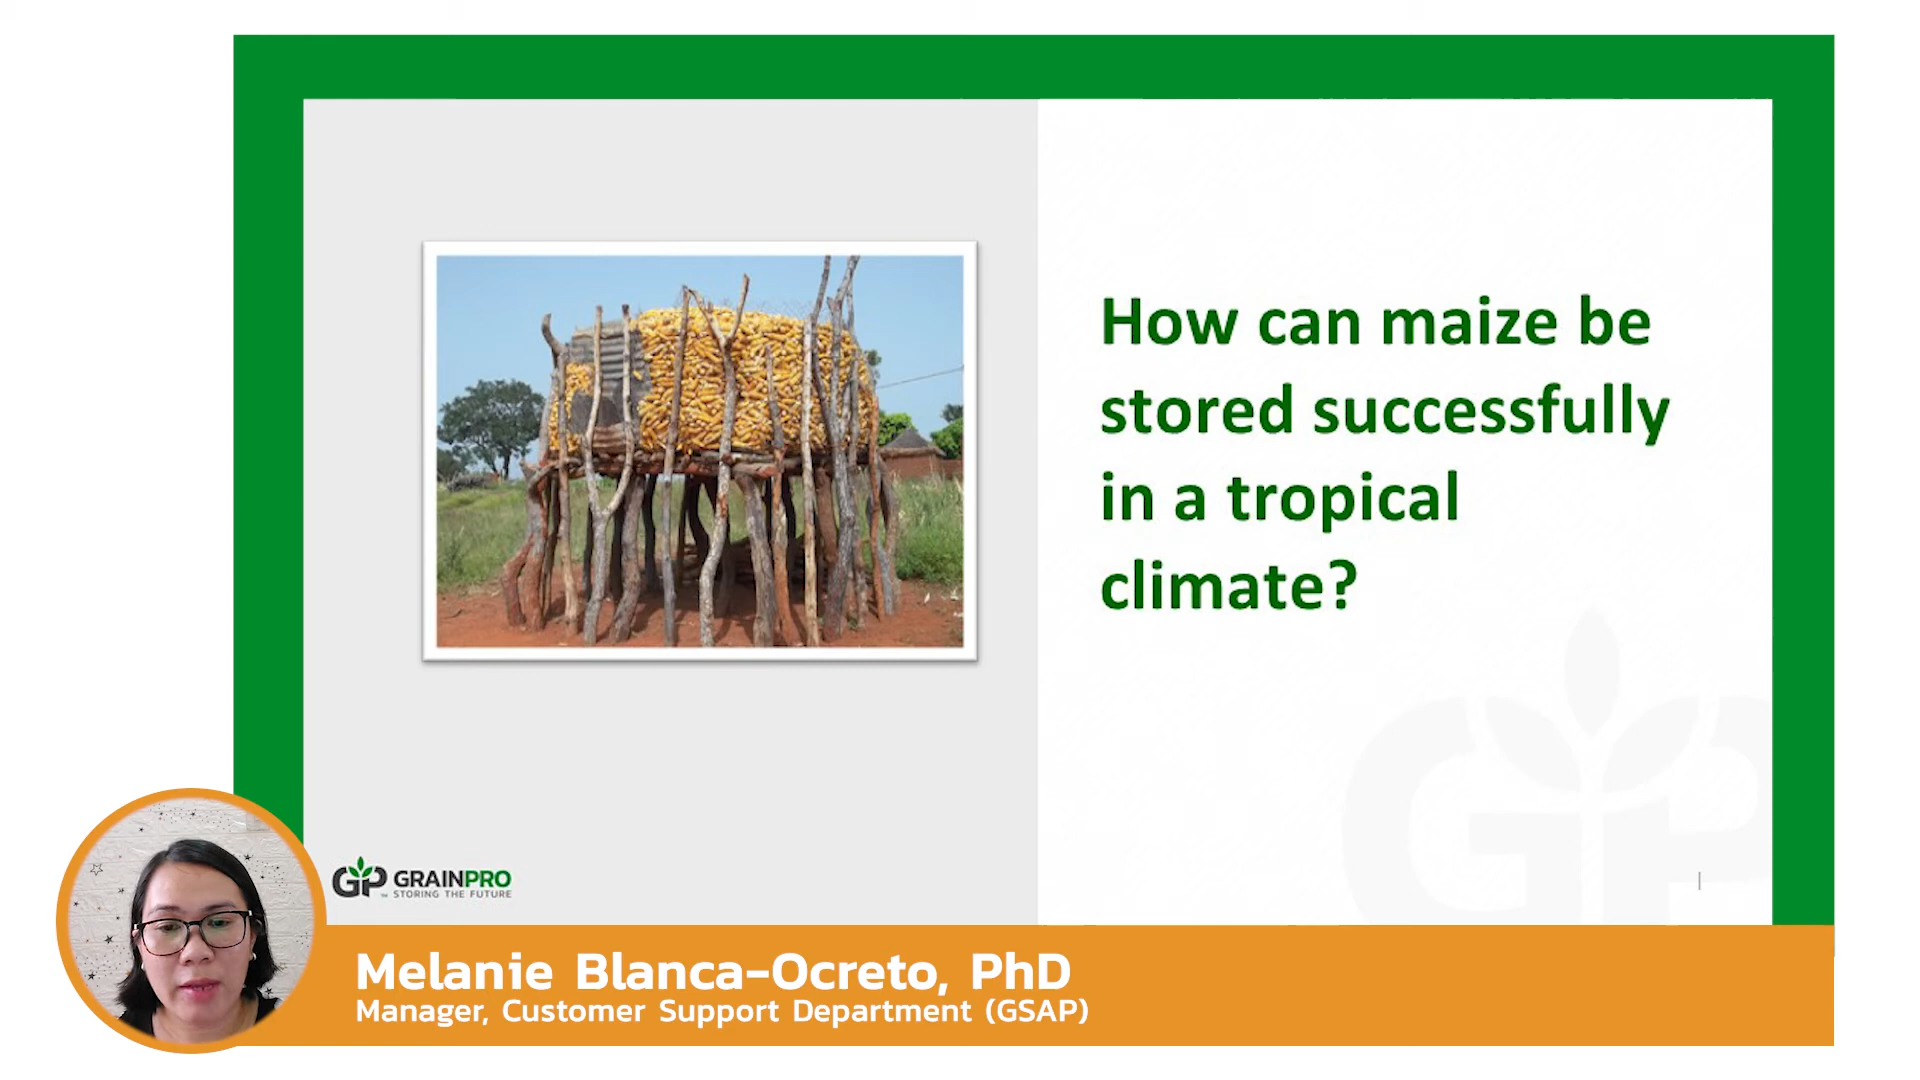 How can maize be
stored successfully
in a tropical
climate?
GP GRAINPRO
STORING THE FUTURE
Melanie Blanca-Ocreto, PhD
Manager, Customer Support Department (GSAP)